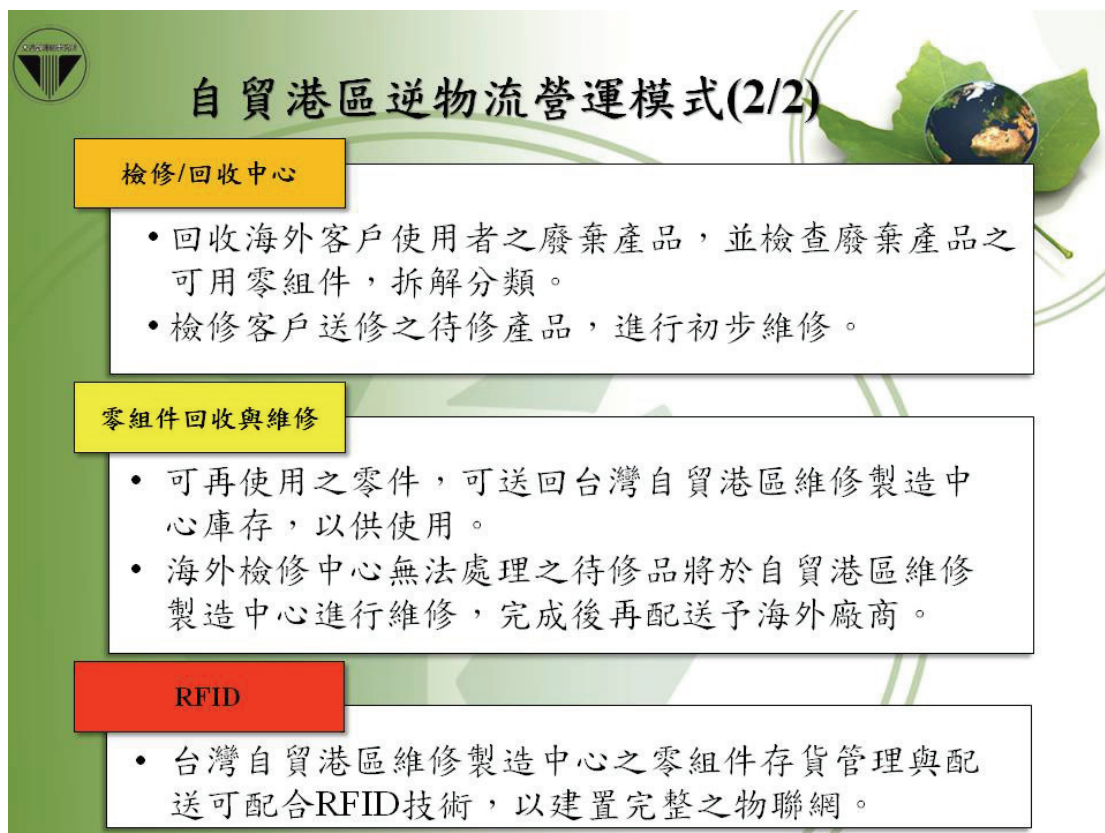 自貿港區逆物流營運模式(2/2)
檢修/回收中心
•回收海外客戶使用者之廢棄產品，並檢查廢棄產品之
可用零組件，拆解分類。
•檢修客戶送修之待修產品，進行初步維修。
零組件回收與維修
• 可再使用之零件，可送回台灣自貿港區維修製造中
心庫存，以供使用。
• 海外檢修中心無法處理之待修品將於自貿港區維修
製造中心進行維修，完成後再配送予海外廠商。
RFID
• 台灣自貿港區維修製造中心之零組件存貨管理與配
送可配合RFID技術，以建置完整之物聯網。